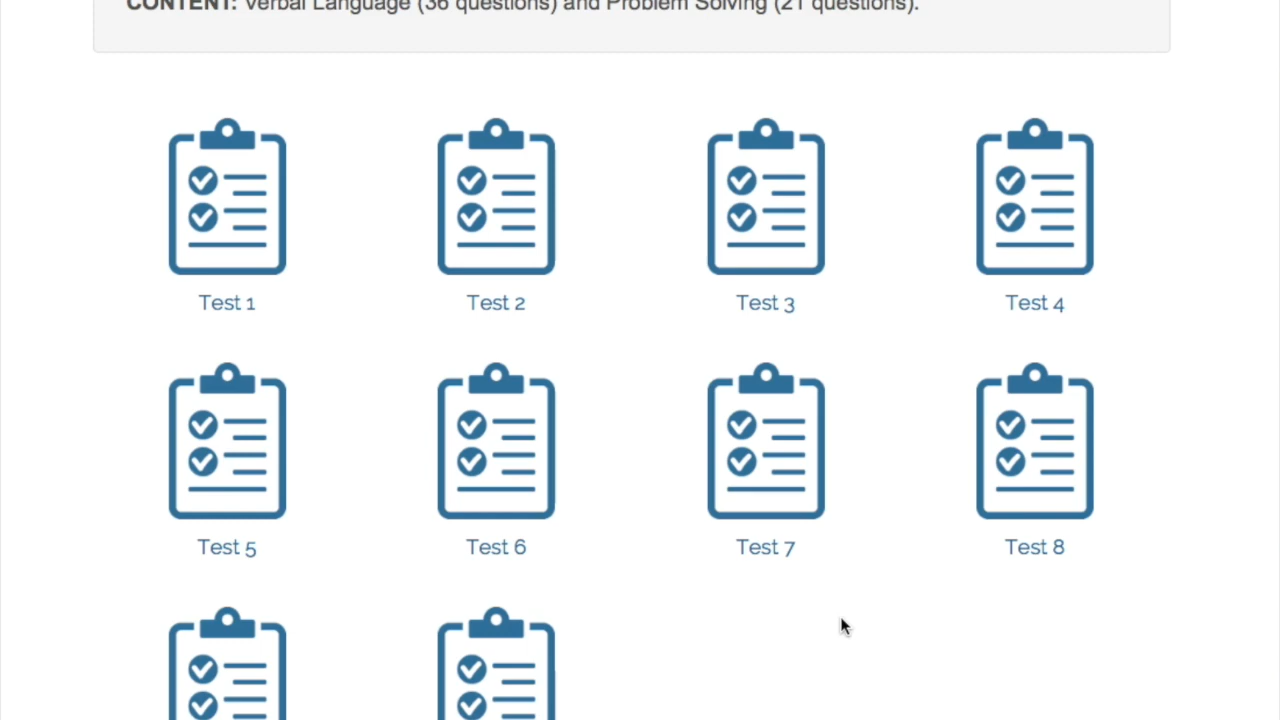 CONTENT: Verbal Language (36 questions) and Problem Solving (21 questions).
Test 1
Test 2
Test 3
Test 4
Test 5
Test 6
Test 7
Test 8